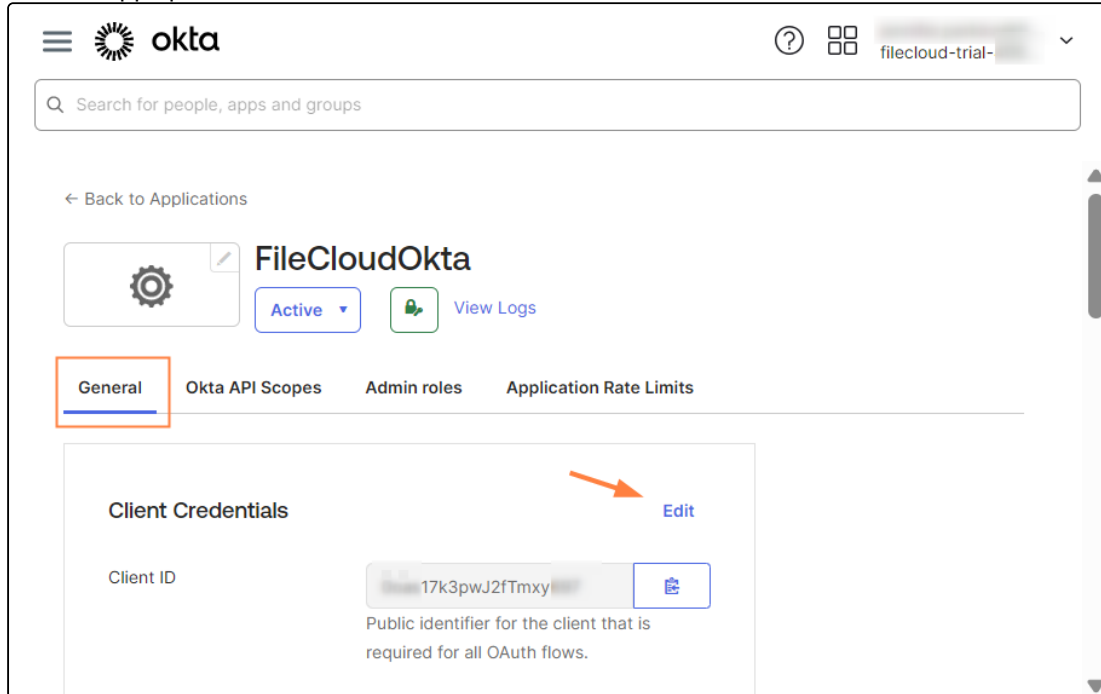 okta
filecloud-trial-
Search for people, apps and groups
← Back to Applications
FileCloudOkta
Active
View Logs
General Okta API Scopes Admin roles Application Rate Limits
Client Credentials Edit
Client ID
17k3pwJ2fTmxy
Public identifier for the client that is
required for all OAuth flows.